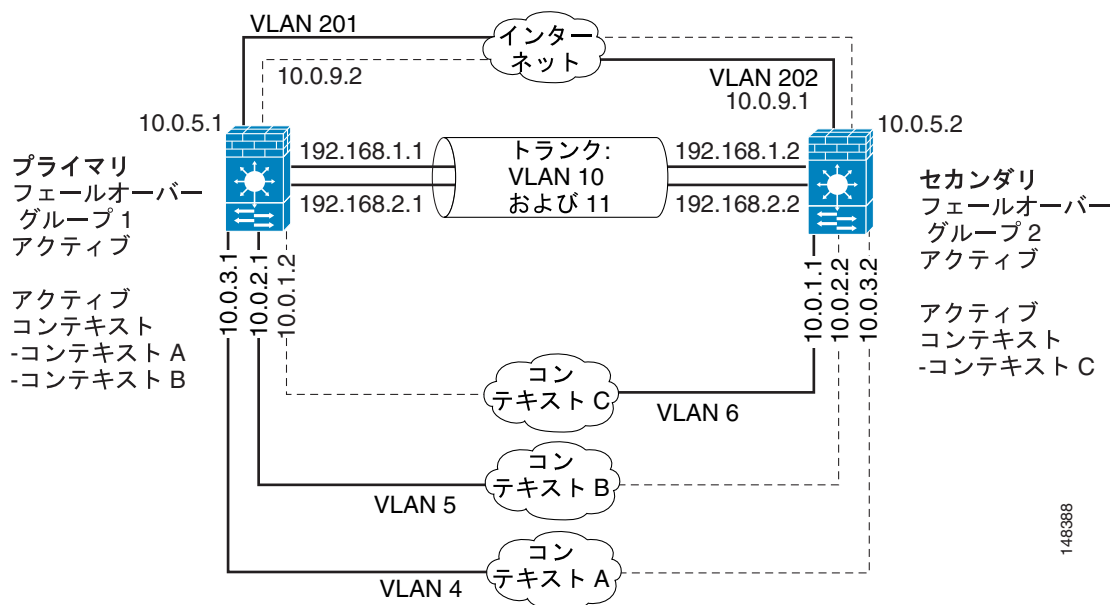 VLAN 201
インター
ネット
10.0.9.2
VLAN 202
10.0.9.1
10.0.5.1
10.0.5.2
192.168.1.1
192.168.2.1
トランク:
VLAN 10
および 11
192.168.1.2
192.168.2.2
プライマリ
フェールオーバー
グループ 1
アクティブ
アクティブ
コンテキスト
-コンテキスト A
-コンテキスト B
セカンダリ
フェールオーバー
グループ 2
アクティブ
アクティブ
コンテキスト
-コンテキスト C
10.0.3.1
10.0.2.1
10.0.1.2
10.0.1.1
10.0.2.2
10.0.3.2
コン
テキスト C
VLAN 6
コン
テキスト B
VLAN 5
コン
テキスト A
VLAN 4
148388